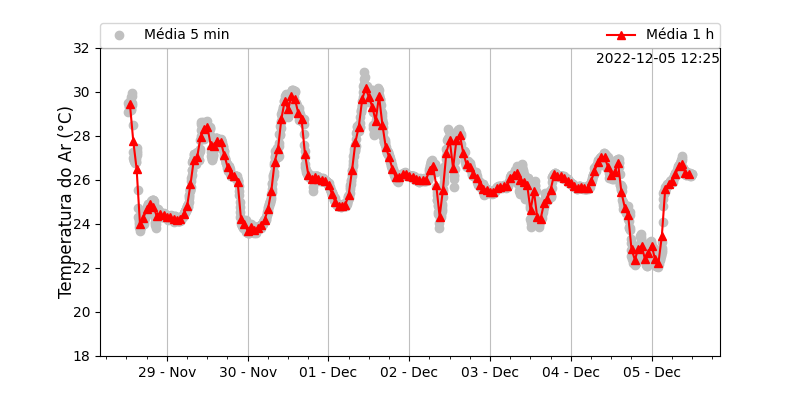 Média 5 min
Média 1 h
2022-12-05 12:25
Temperatura do Ar (°C)
32
30
28
26
24
22
20
18
29 - Nov
30 - Nov
01 - Dec
02 - Dec
03 - Dec
04 - Dec
05 - Dec